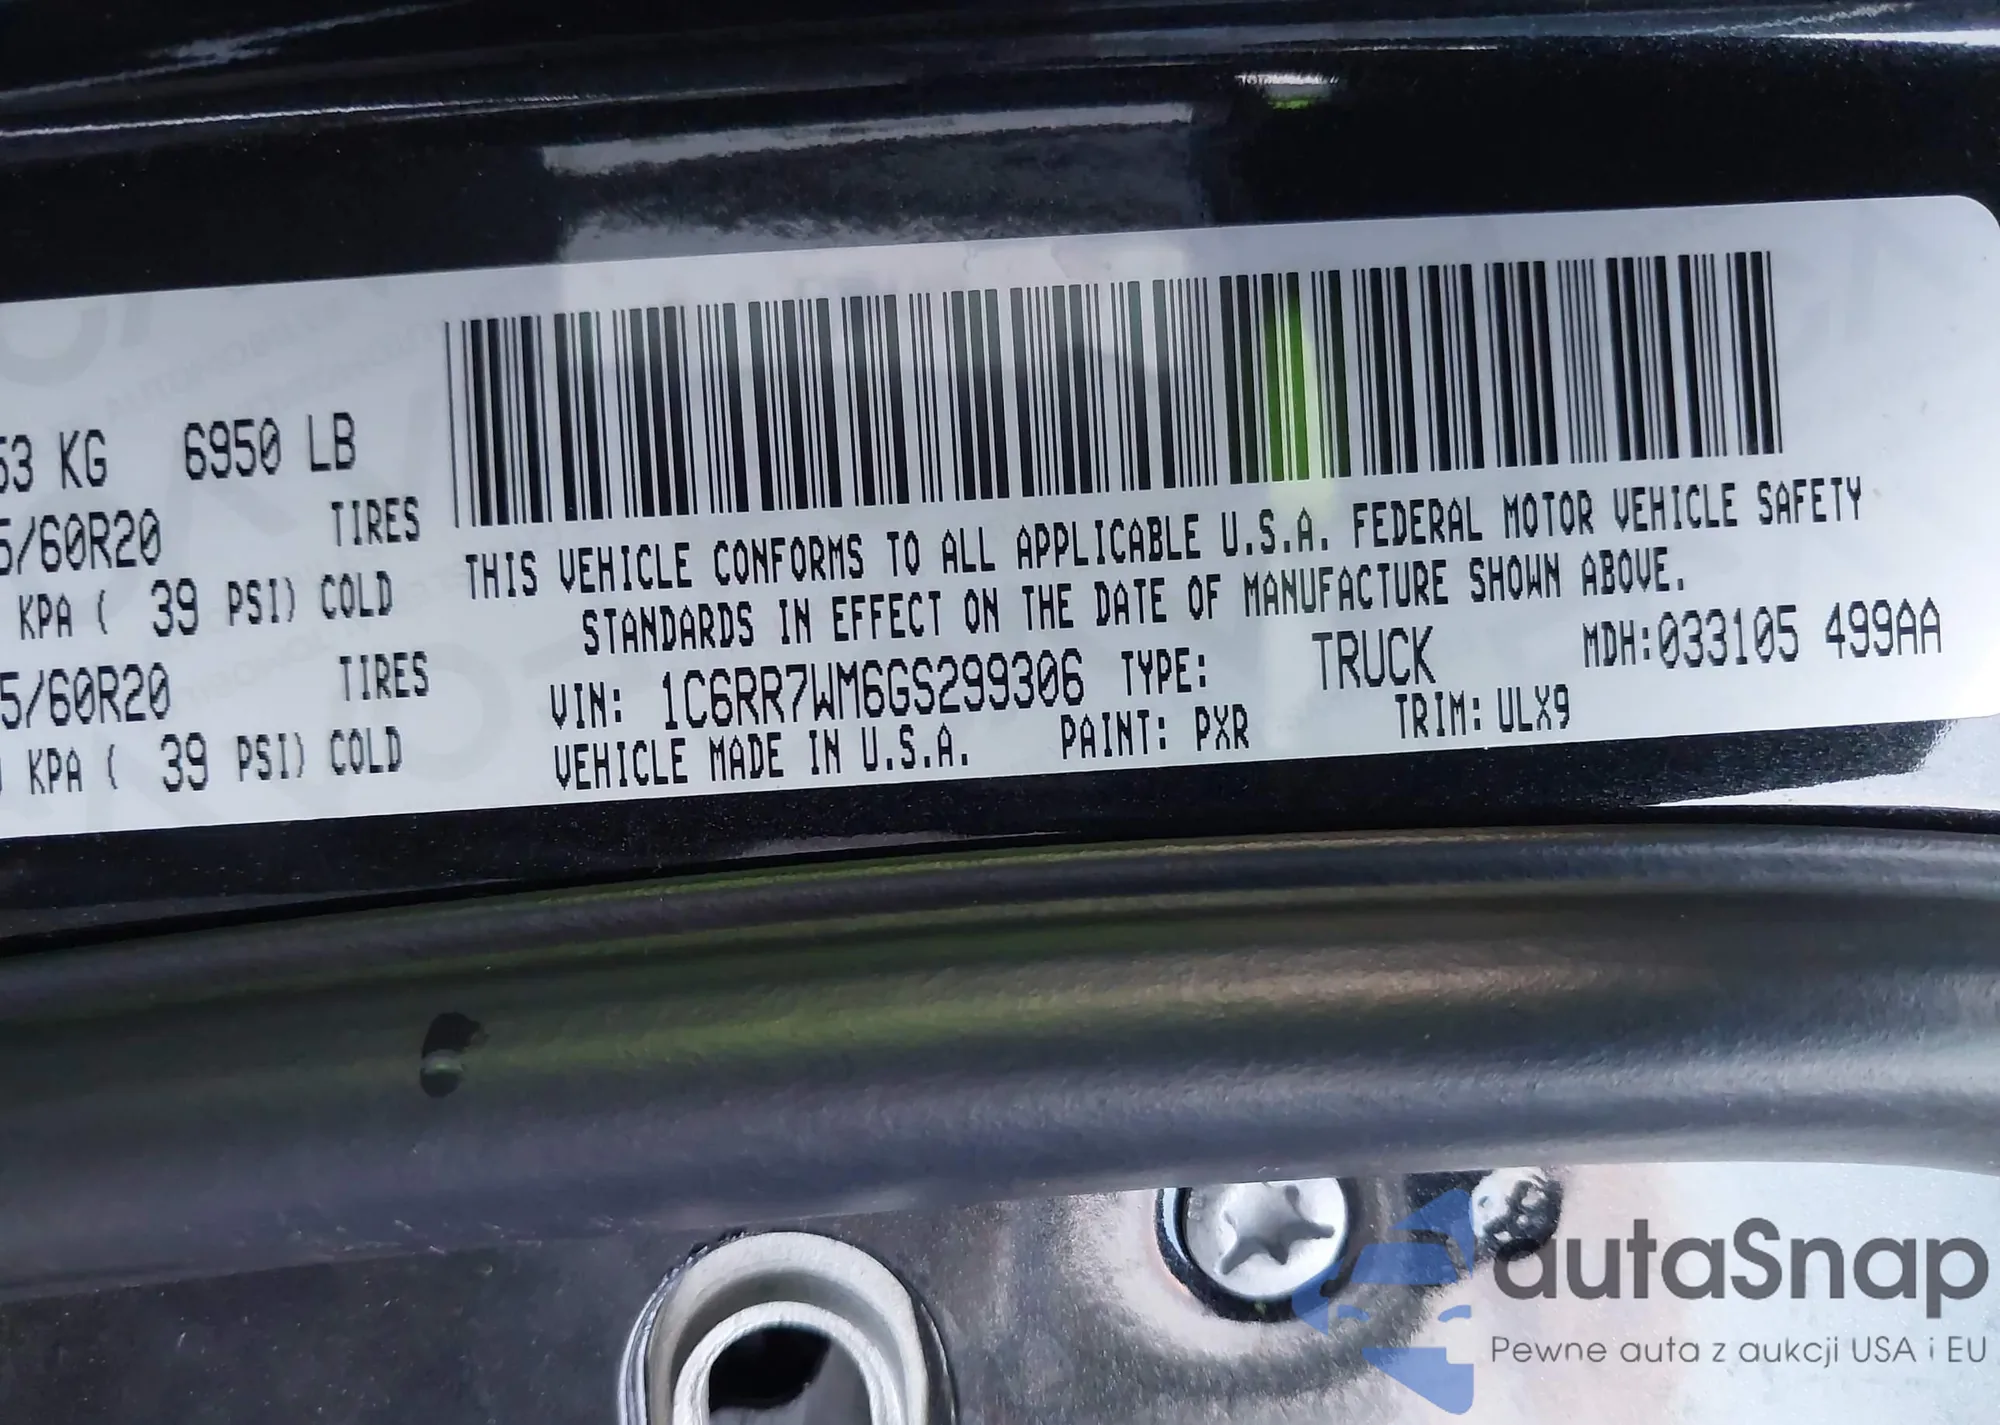 53 KG 6950 LB
5/60R20 TIRES
KPA ( 39 PSI) COLD
5/60R20 TIRES
KPA ( 39 PSI) COLD
THIS VEHICLE CONFORMS TO ALL APPLICABLE U.S.A. FEDERAL MOTOR VEHICLE SAFETY
STANDARDS IN EFFECT ON THE DATE OF MANUFACTURE SHOWN ABOVE.
VIN: 1C6RR7WM6GS299306 TYPE: TRUCK MDH:033105 499AA
VEHICLE MADE IN U.S.A. PAINT: PXR TRIM: ULX9
autaSnap
Pewne auta z aukcji USA i EU